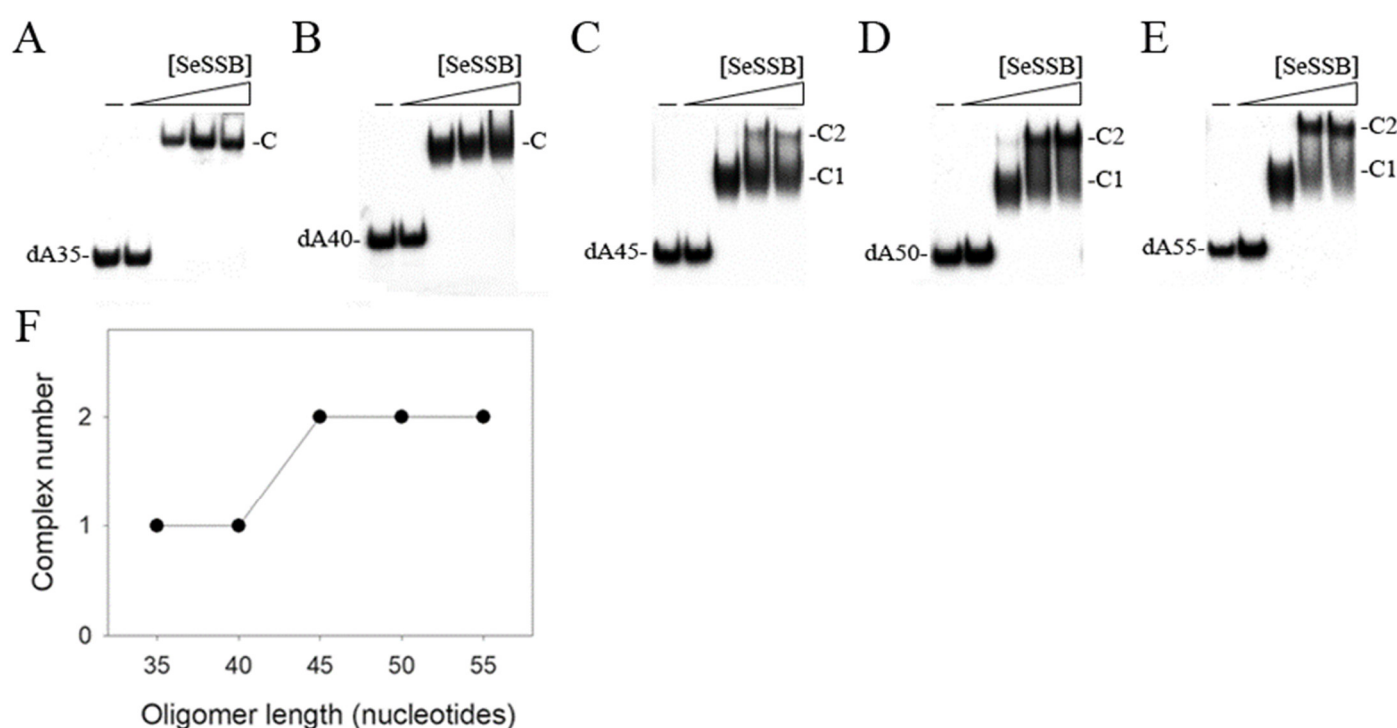 A
B
C
D
E
[SeSSB]
[SeSSB]
[SeSSB]
[SeSSB]
[SeSSB]
—
—
—
—
—
-C
dA35-
-C
dA40-
-C2
-C1
dA45-
-C2
-C1
dA50-
-C2
-C1
dA55-
F
Complex number
2
1
0
35 40 45 50 55
Oligomer length (nucleotides)